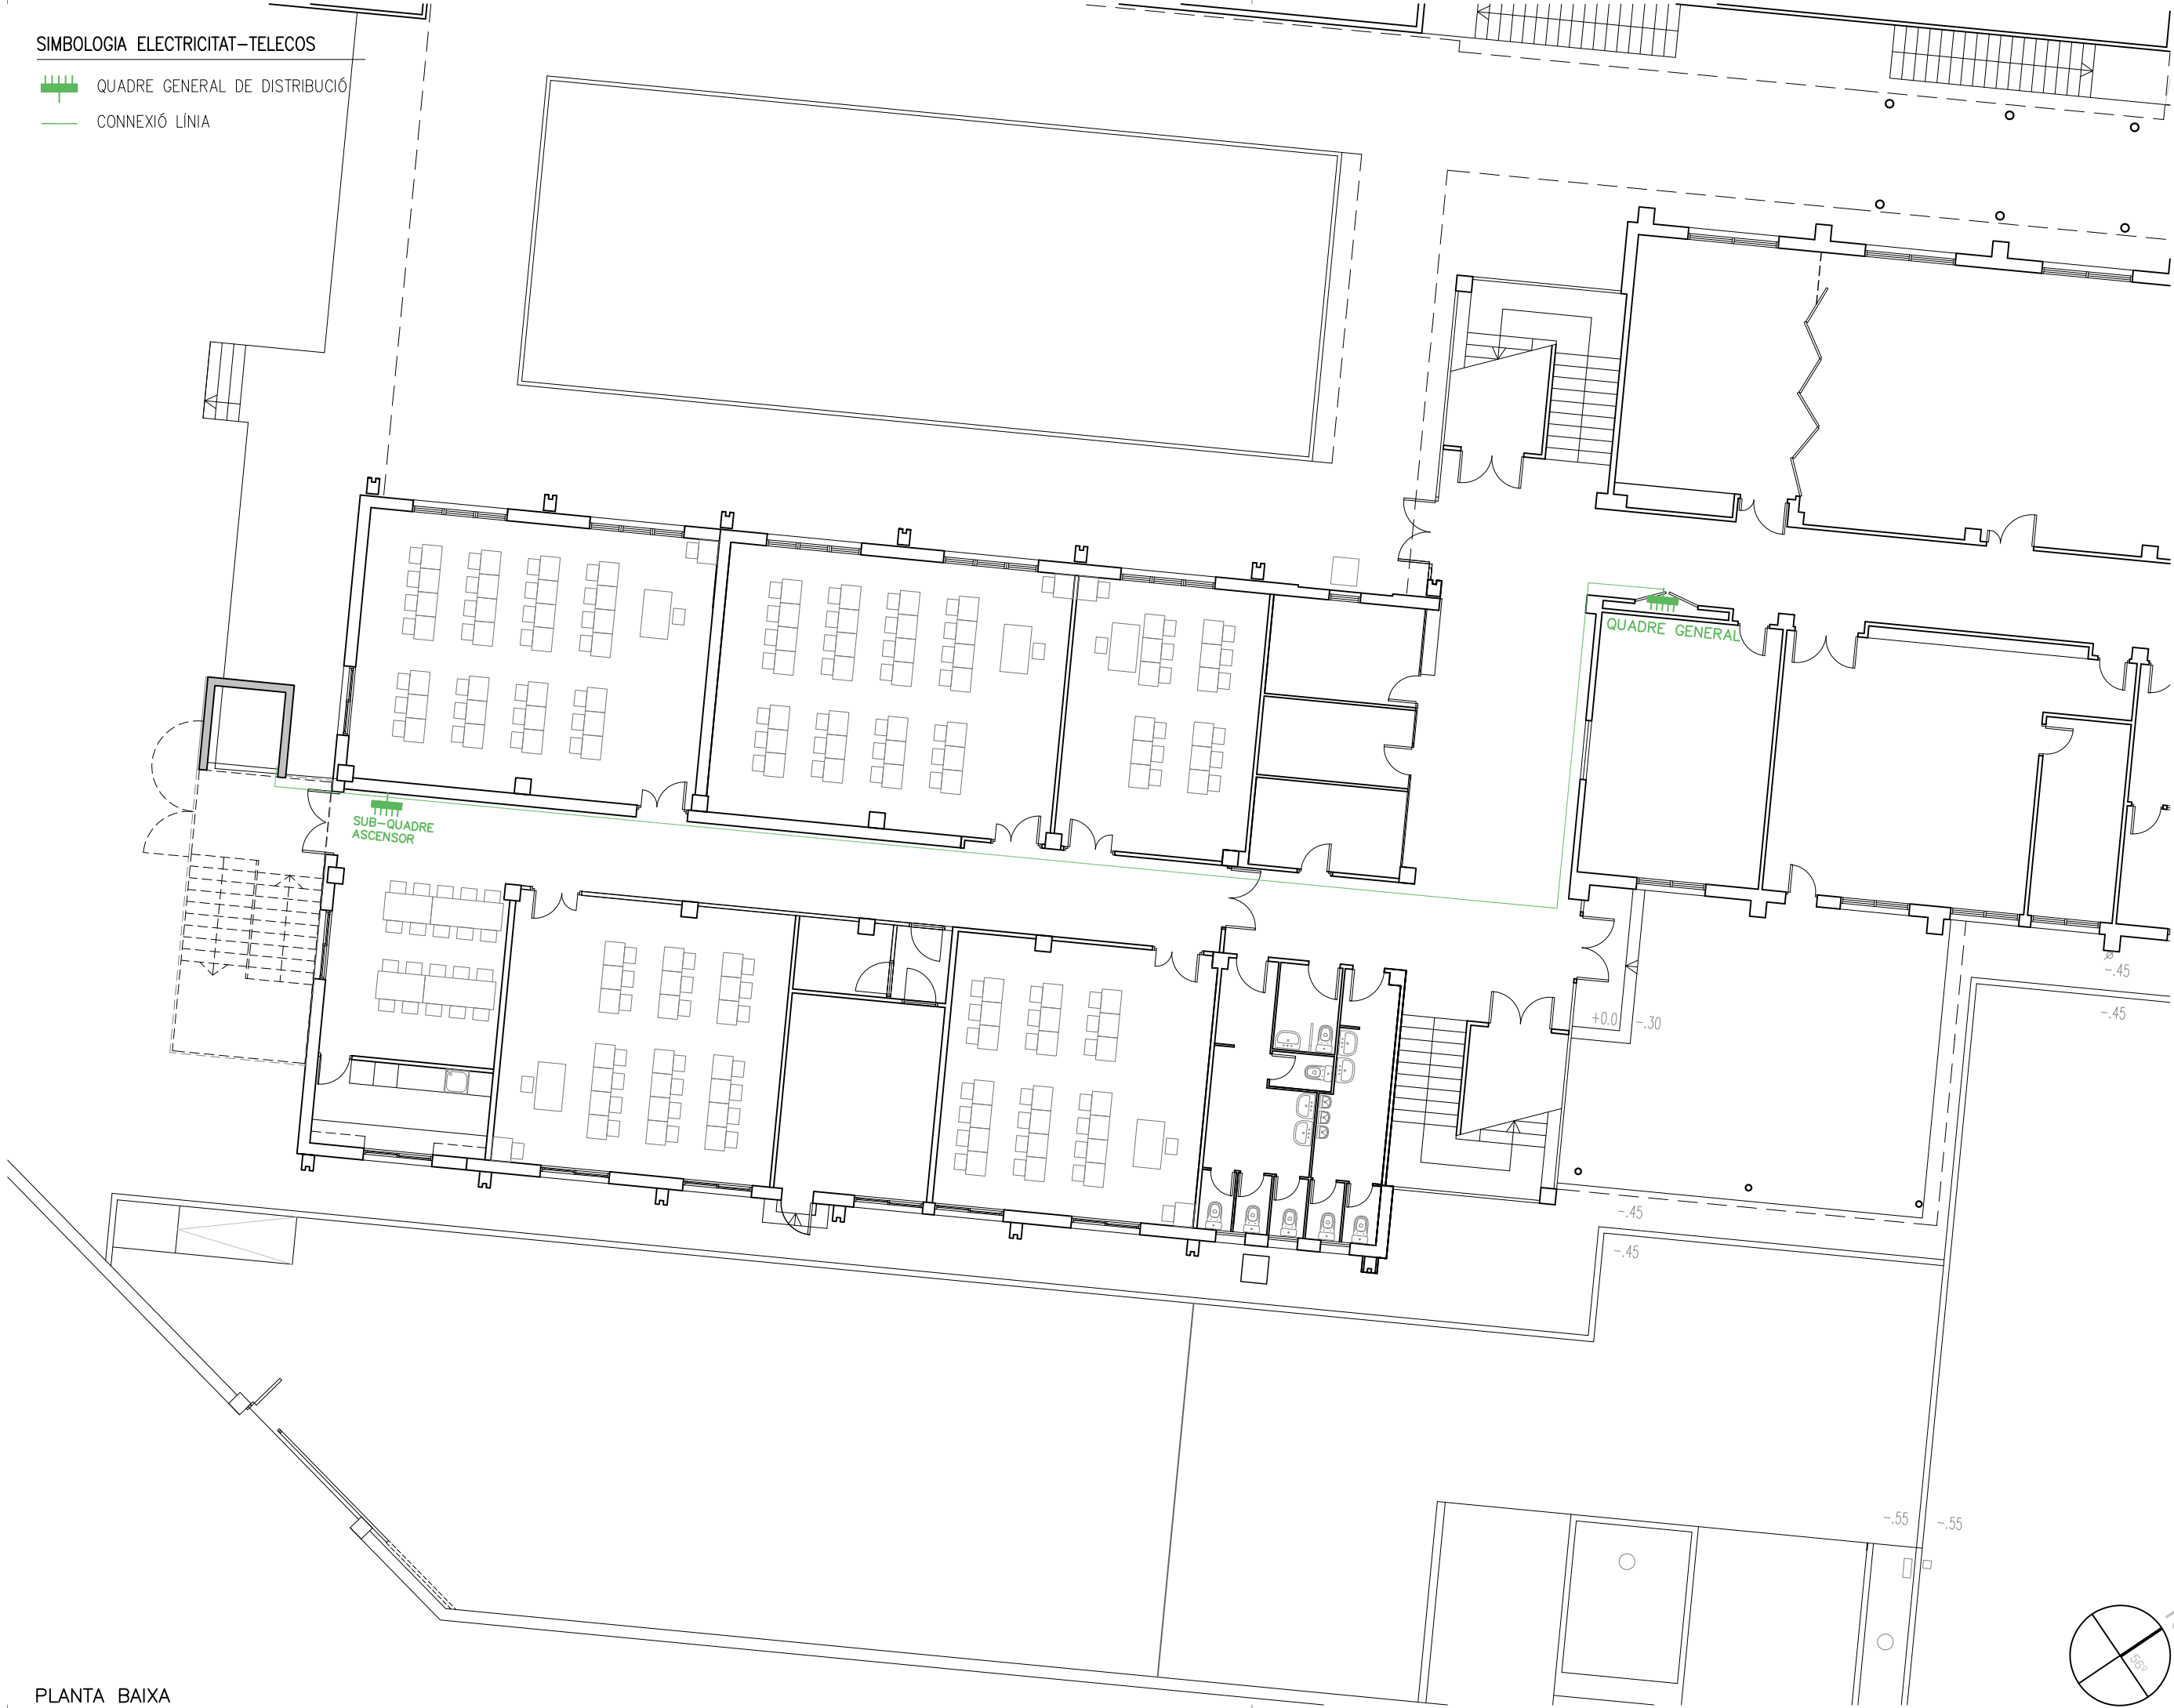 SIMBOLOGIA ELECTRICITAT-TELECOS
QUADRE GENERAL DE DISTRIBUCIÓ
CONNEXIÓ LÍNIA
QUADRE GENERAL
SUB-QUADRE
ASCENSOR
-.45
-.45
+0.0
-.30
-.45
-.45
-.55
-.55
56º
PLANTA BAIXA